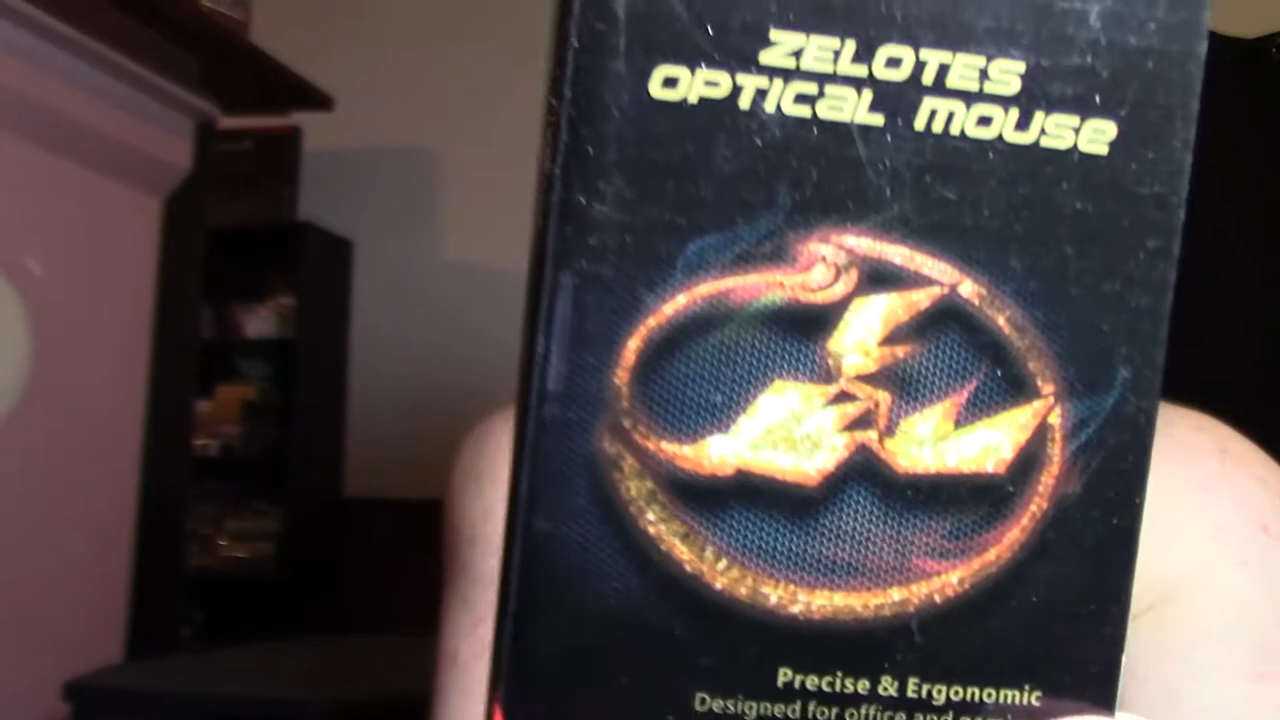 ZELOTES
OPTICAL MOUSE
Precise & Ergonomic
Designed for office and